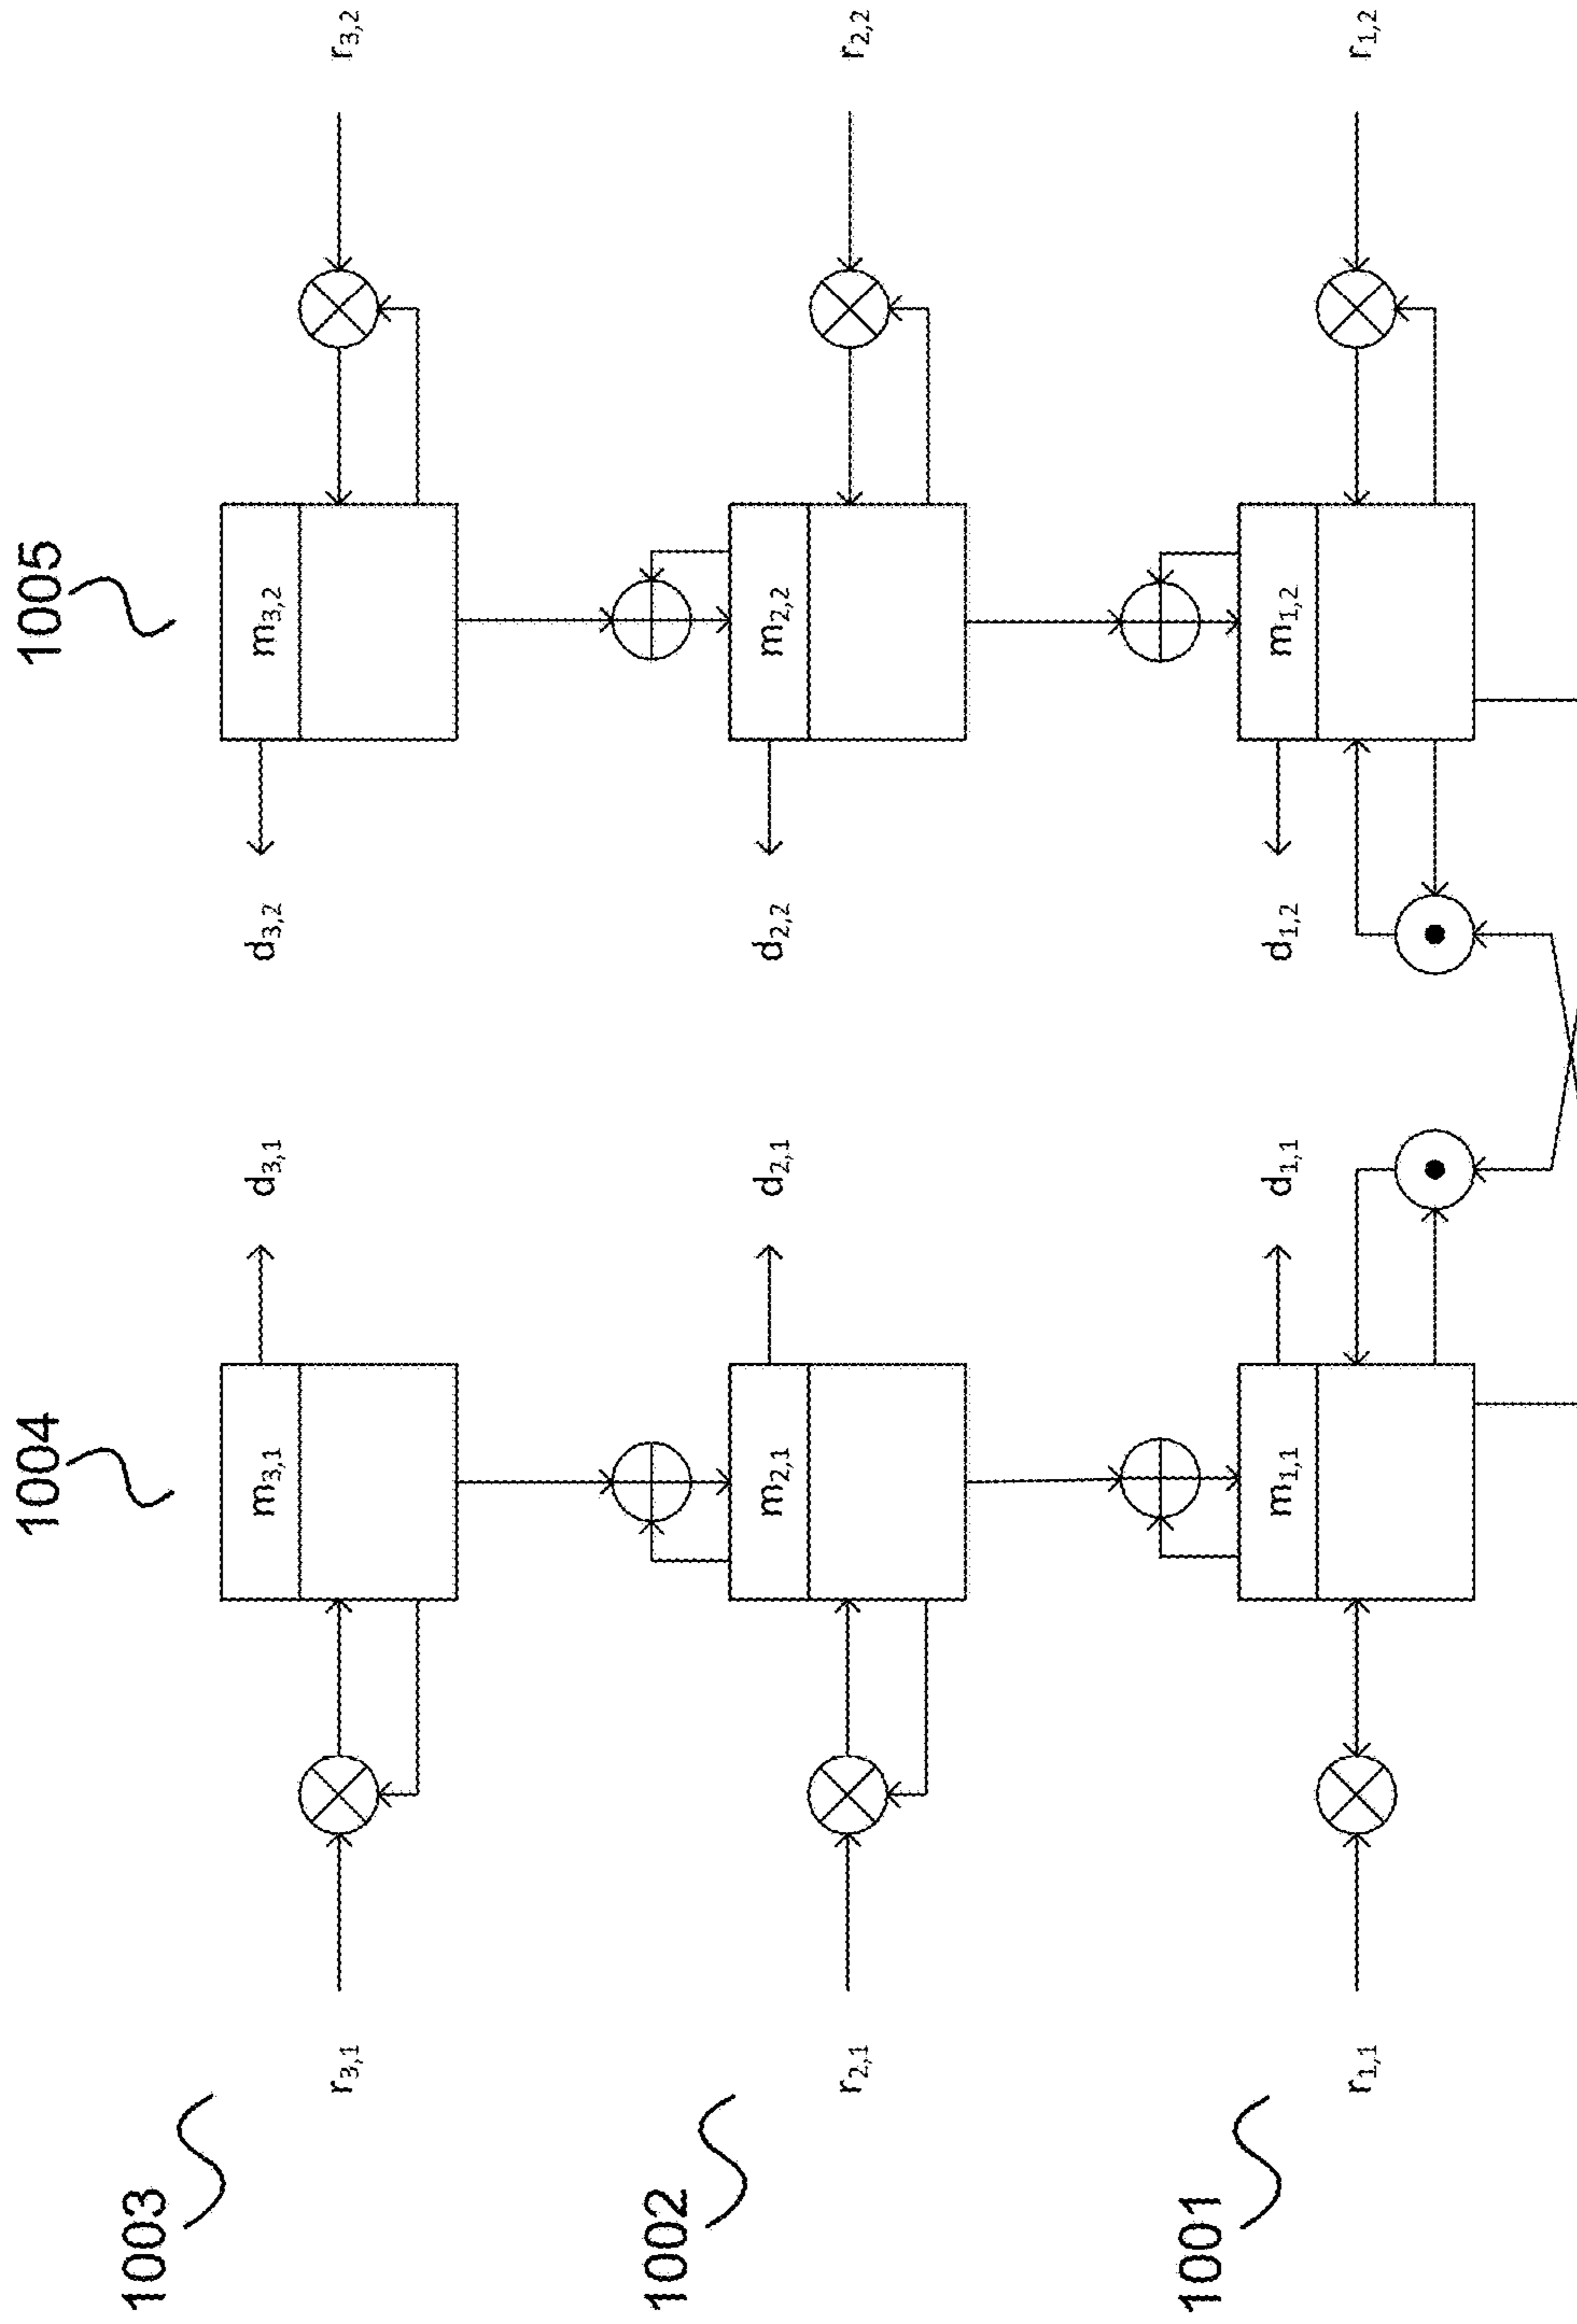 1004 1005
1003
m3,1 d3,1 d3,2 m3,2
r3,1 r3,2
1002
m2,1 d2,1 d2,2 m2,2
r2,1 r2,2
1001
m1,1 d1,1 d1,2 m1,2
r1,1 r1,2